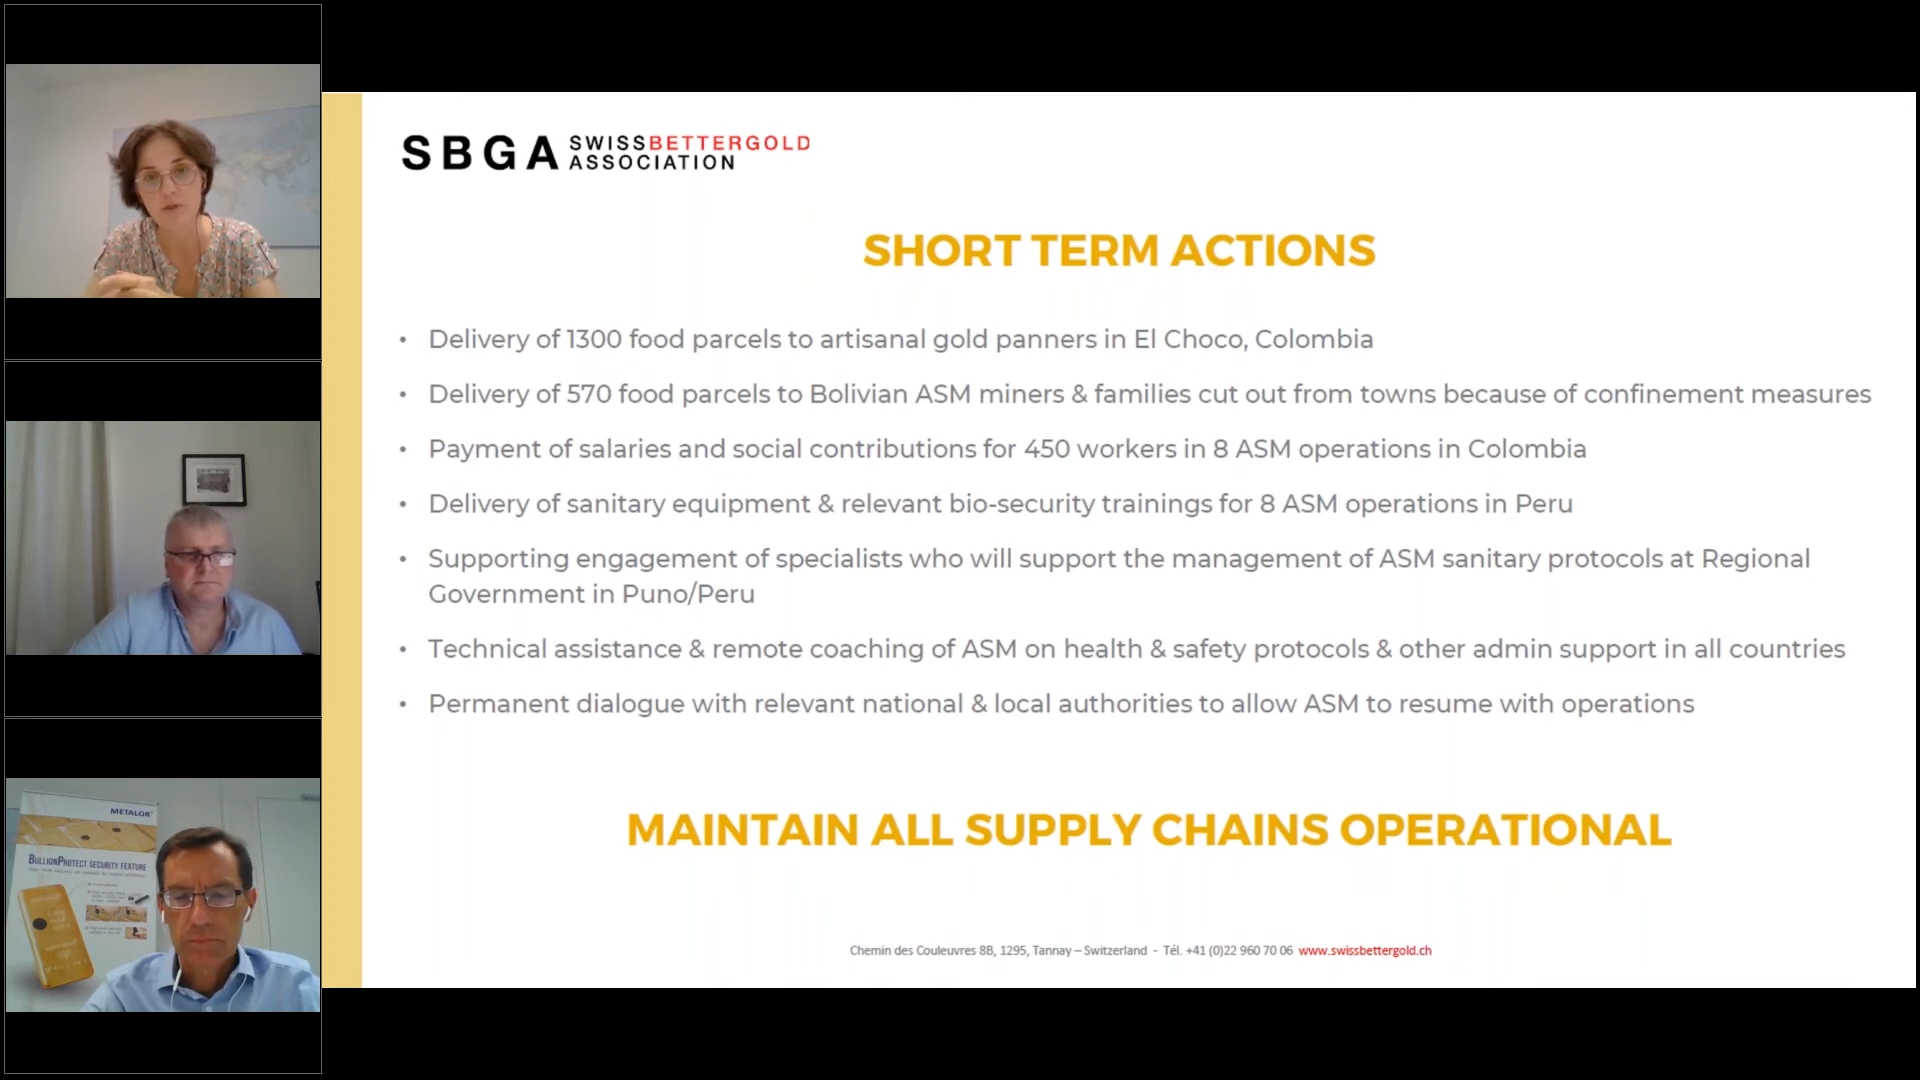 SBGA SWISSBETTERGOLD
ASSOCIATION
SHORT TERM ACTIONS
• Delivery of 1300 food parcels to artisanal gold panners in El Choco, Colombia
• Delivery of 570 food parcels to Bolivian ASM miners & families cut out from towns because of confinement measures
• Payment of salaries and social contributions for 450 workers in 8 ASM operations in Colombia
• Delivery of sanitary equipment & relevant bio-security trainings for 8 ASM operations in Peru
• Supporting engagement of specialists who will support the management of ASM sanitary protocols at Regional
Government in Puno/Peru
• Technical assistance & remote coaching of ASM on health & safety protocols & other admin support in all countries
• Permanent dialogue with relevant national & local authorities to allow ASM to resume with operations
MAINTAIN ALL SUPPLY CHAINS OPERATIONAL
Chemin des Couleuvres 8B, 1295, Tannay – Switzerland - Tél. +41 (0)22 960 70 06 www.swissbettergold.ch
METALOR
BULLIONPROTECT SECURITY FEATURE